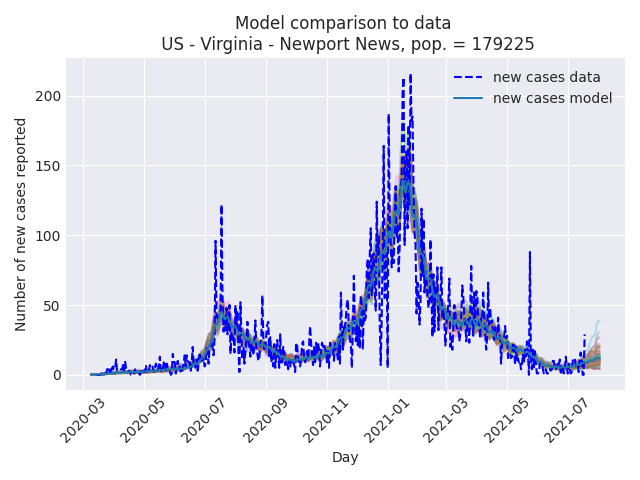 Model comparison to data
US - Virginia - Newport News, pop. = 179225
new cases data
new cases model
Number of new cases reported
200
150
100
50
0
2020-03
2020-05
2020-07
2020-09
2020-11
2021-01
2021-03
2021-05
2021-07
Day